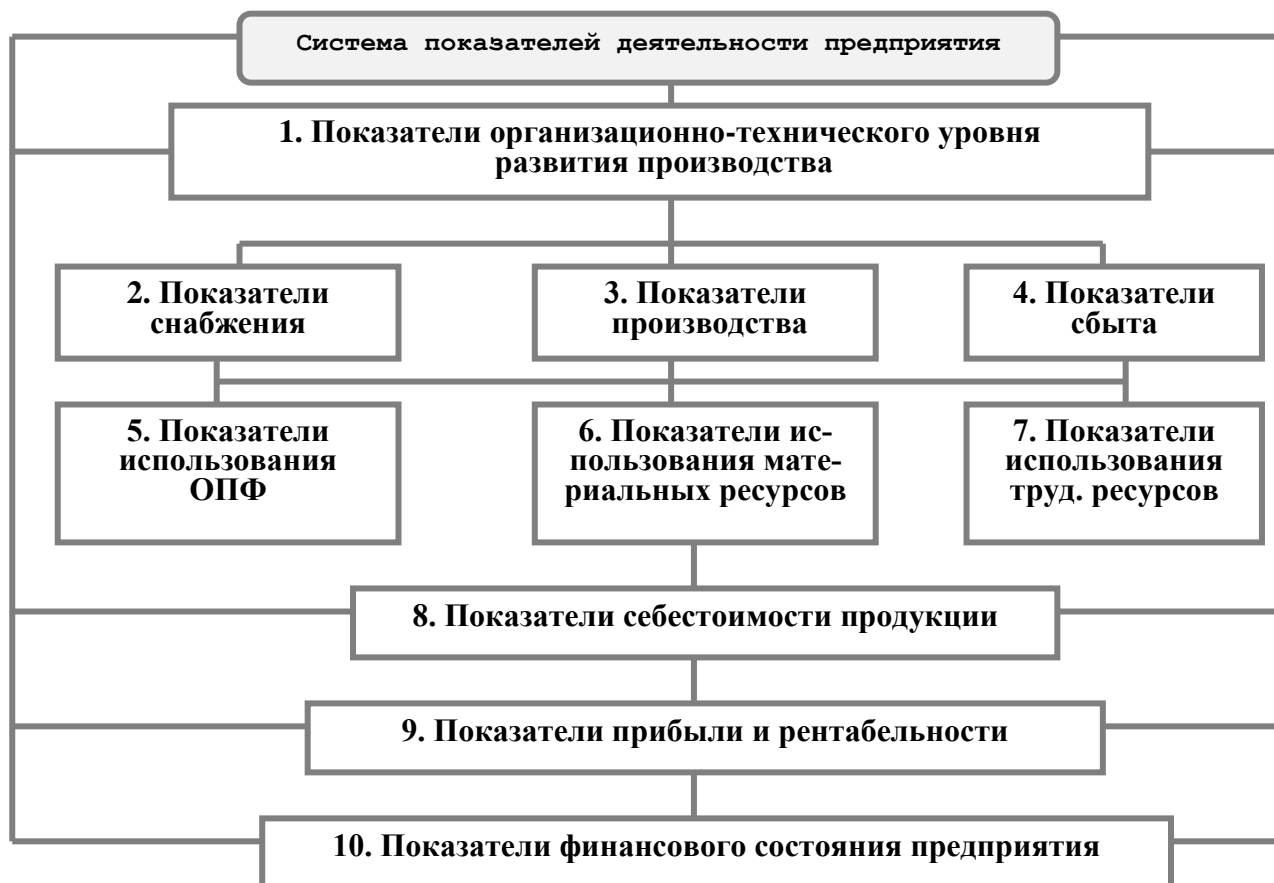 Система показателей деятельности предприятия
1. Показатели организационно-технического уровня
развития производства
2. Показатели
снабжения
3. Показатели
производства
4. Показатели
сбыта
5. Показатели
использования
ОПФ
6. Показатели ис-
пользования мате-
риальных ресурсов
7. Показатели
использования
труд. ресурсов
8. Показатели себестоимости продукции
9. Показатели прибыли и рентабельности
10. Показатели финансового состояния предприятия